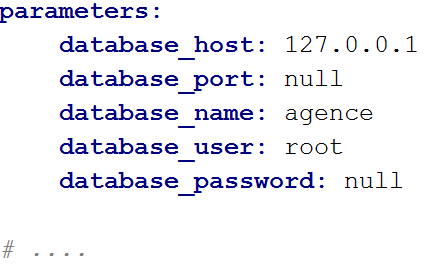 parameters:
    database_host: 127.0.0.1
    database_port: null
    database_name: agence
    database_user: root
    database_password: null
# ....